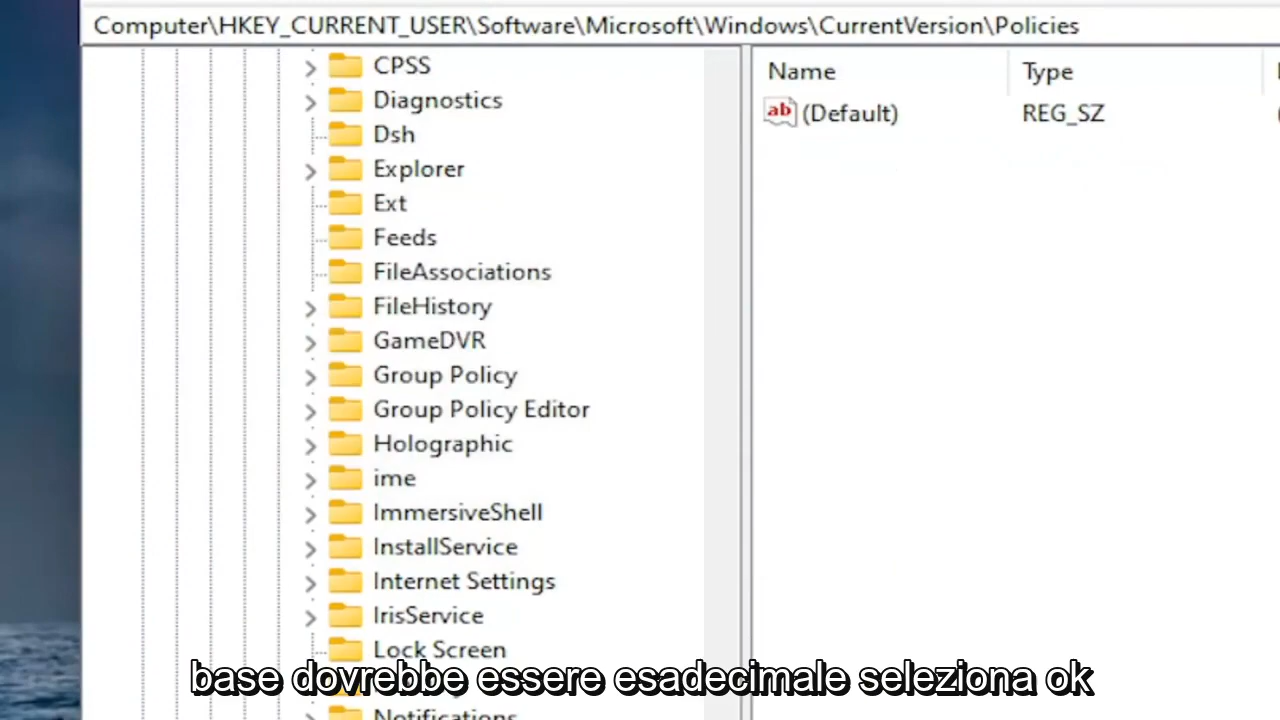 Computer\HKEY_CURRENT_USER\Software\Microsoft\Windows\CurrentVersion\Policies
CPSS
Diagnostics
Dsh
Explorer
Ext
Feeds
FileAssociations
FileHistory
GameDVR
Group Policy
Group Policy Editor
Holographic
ime
ImmersiveShell
InstallService
Internet Settings
IrisService
Lock Screen
Notifications
Name Type
ab (Default) REG_SZ
base dovrebbe essere esadecimale seleziona ok